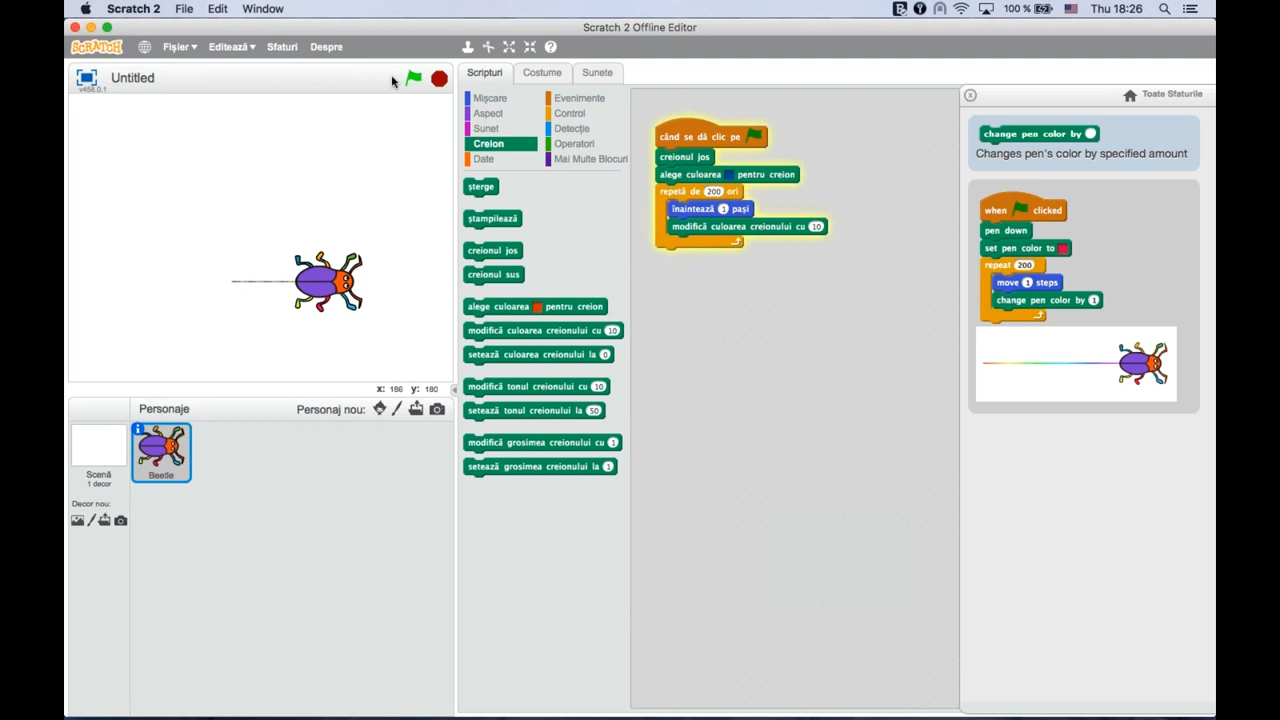 Scratch 2 File Edit Window 100 % Thu 18:26
Scratch 2 Offline Editor
SCRATCH Fișier Editează Sfaturi Despre
Untitled
v458.0.1
x: 186 y: 180
Personaje Personaj nou:
Scenă
1 decor
Decor nou:
Beetle
Scripturi Costume Sunete
Mișcare Evenimente
Aspect Control
Sunet Detecție
Creion Operatori
Date Mai Multe Blocuri
șterge
ștampilează
creionul jos
creionul sus
alege culoarea pentru creion
modifică culoarea creionului cu 10
setează culoarea creionului la 0
modifică tonul creionului cu 10
setează tonul creionului la 50
modifică grosimea creionului cu 1
setează grosimea creionului la 1
când se dă clic pe
creionul jos
alege culoarea pentru creion
repetă de 200 ori
înaintează 1 pași
modifică culoarea creionului cu 10
Toate Sfaturile
change pen color by
Changes pen's color by specified amount
when clicked
pen down
set pen color to
repeat 200
move 1 steps
change pen color by 1